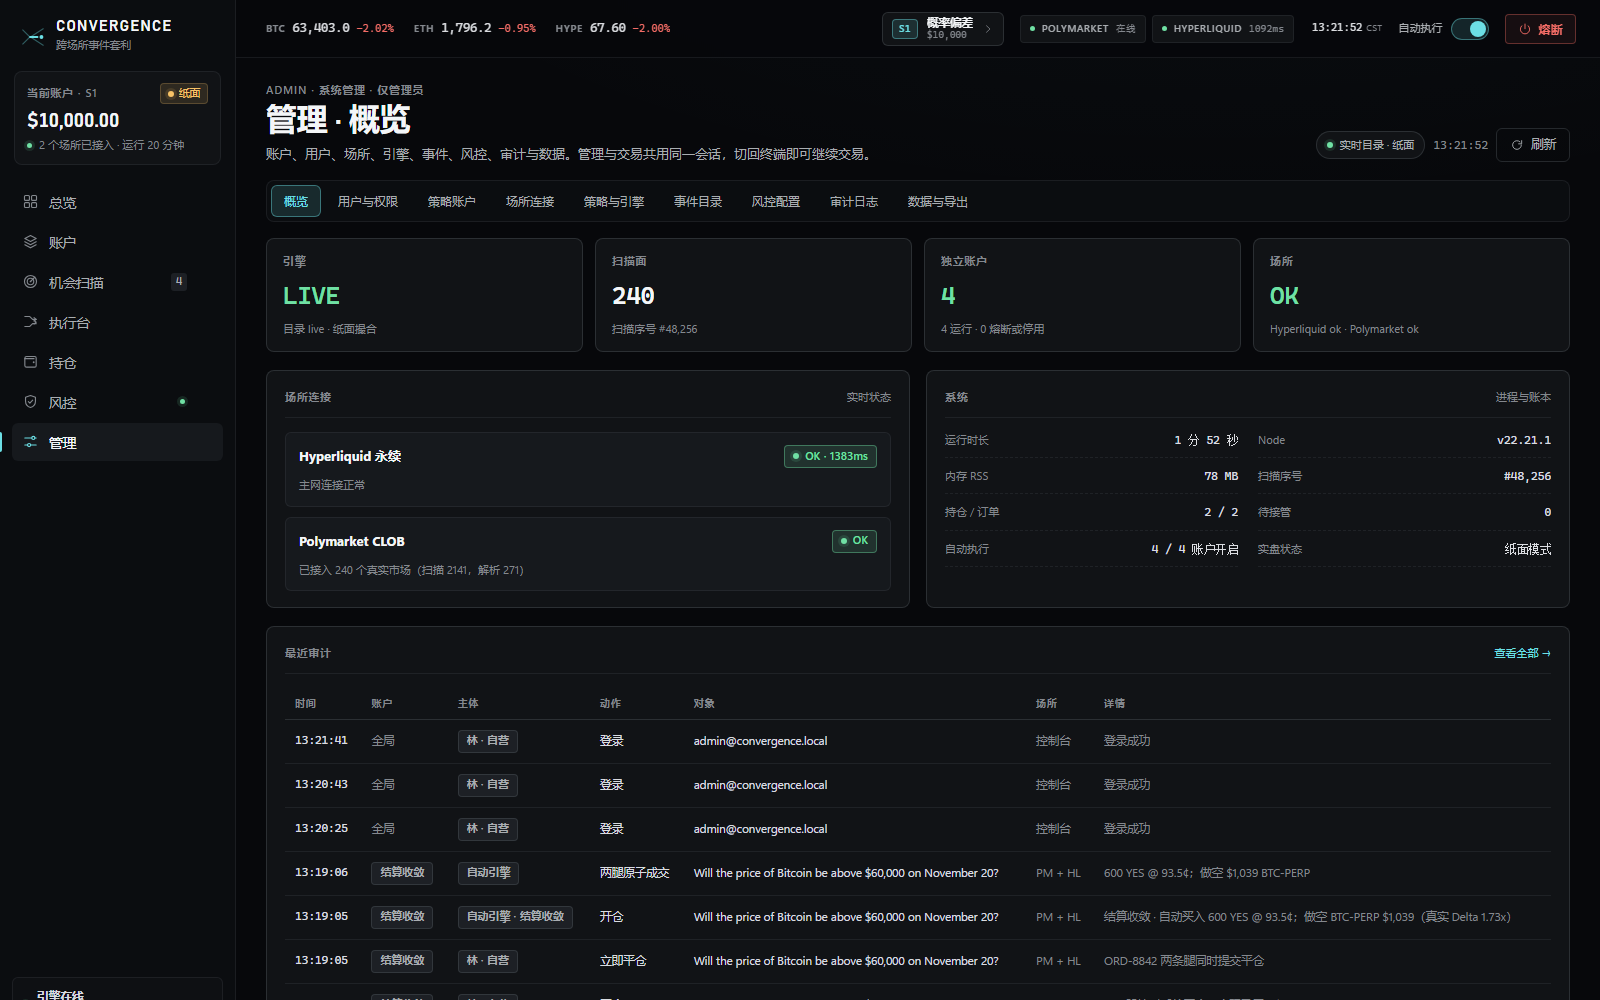 CONVERGENCE
跨场所事件套利
当前账户 · S1
纸面
$10,000.00
2 个场所已接入 · 运行 20 分钟
总览
账户
机会扫描
4
执行台
持仓
风控
管理
引擎在线
BTC 63,403.0 -2.02%
ETH 1,796.2 -0.95%
HYPE 67.60 -2.00%
S1
概率偏差
$10,000
POLYMARKET 在线
HYPERLIQUID 1092ms
13:21:52 CST
自动执行
熔断
ADMIN · 系统管理 · 仅管理员
管理 · 概览
账户、用户、场所、引擎、事件、风控、审计与数据。管理与交易共用同一会话，切回终端即可继续交易。
实时目录 · 纸面
13:21:52
刷新
概览
用户与权限
策略账户
场所连接
策略与引擎
事件目录
风控配置
审计日志
数据与导出
引擎
LIVE
目录 live · 纸面撮合
扫描面
240
扫描序号 #48,256
独立账户
4
4 运行 · 0 熔断或停用
场所
OK
Hyperliquid ok · Polymarket ok
场所连接
实时状态
Hyperliquid 永续
OK · 1383ms
主网连接正常
Polymarket CLOB
OK
已接入 240 个真实市场（扫描 2141，解析 271）
系统
进程与账本
运行时长 1 分 52 秒
Node v22.21.1
内存 RSS 78 MB
扫描序号 #48,256
持仓 / 订单 2 / 2
待接管 0
自动执行 4 / 4 账户开启
实盘状态 纸面模式
最近审计
查看全部 →
时间 账户 主体 动作 对象 场所 详情
13:21:41 全局 林 · 自营 登录 admin@convergence.local 控制台 登录成功
13:20:43 全局 林 · 自营 登录 admin@convergence.local 控制台 登录成功
13:20:25 全局 林 · 自营 登录 admin@convergence.local 控制台 登录成功
13:19:06 结算收敛 自动引擎 两腿原子成交 Will the price of Bitcoin be above $60,000 on November 20? PM + HL 600 YES @ 93.5¢；做空 $1,039 BTC-PERP
13:19:05 结算收敛 自动引擎 · 结算收敛 开仓 Will the price of Bitcoin be above $60,000 on November 20? PM + HL 结算收敛 · 自动买入 600 YES @ 93.5¢；做空 BTC-PERP $1,039（真实 Delta 1.73x）
13:19:05 结算收敛 林 · 自营 立即平仓 Will the price of Bitcoin be above $60,000 on November 20? PM + HL ORD-8842 两条腿同时提交平仓